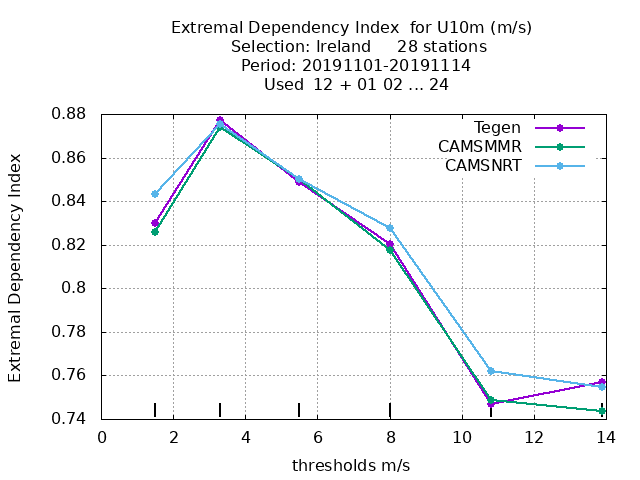 Extremal Dependency Index  for U10m (m/s)
Selection: Ireland     28 stations
Period: 20191101-20191114
Used  12 + 01 02 ... 24
Extremal Dependency Index
0.88
0.86
0.84
0.82
0.8
0.78
0.76
0.74
Tegen
CAMSMMR
CAMSNRT
0 2 4 6 8 10 12 14
thresholds m/s